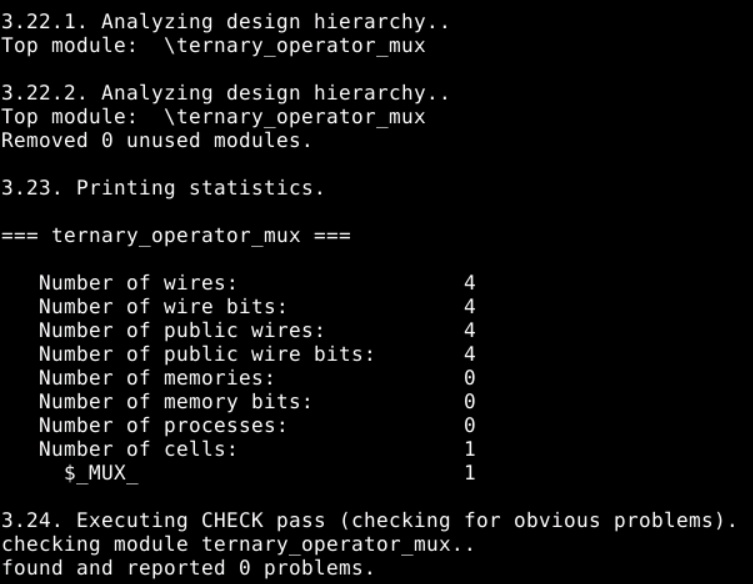 3.22.1. Analyzing design hierarchy..
Top module:  \ternary_operator_mux

3.22.2. Analyzing design hierarchy..
Top module:  \ternary_operator_mux
Removed 0 unused modules.

3.23. Printing statistics.

=== ternary_operator_mux ===

   Number of wires:                  4
   Number of wire bits:              4
   Number of public wires:           4
   Number of public wire bits:       4
   Number of memories:               0
   Number of memory bits:            0
   Number of processes:              0
   Number of cells:                  1
     $_MUX_                          1

3.24. Executing CHECK pass (checking for obvious problems).
checking module ternary_operator_mux..
found and reported 0 problems.